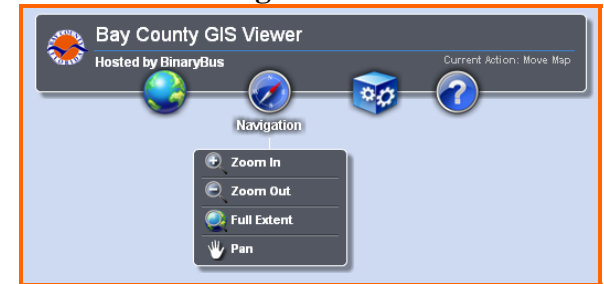 Bay County GIS Viewer
Hosted by BinaryBus
Current Action: Move Map
Navigation
Zoom In
Zoom Out
Full Extent
Pan